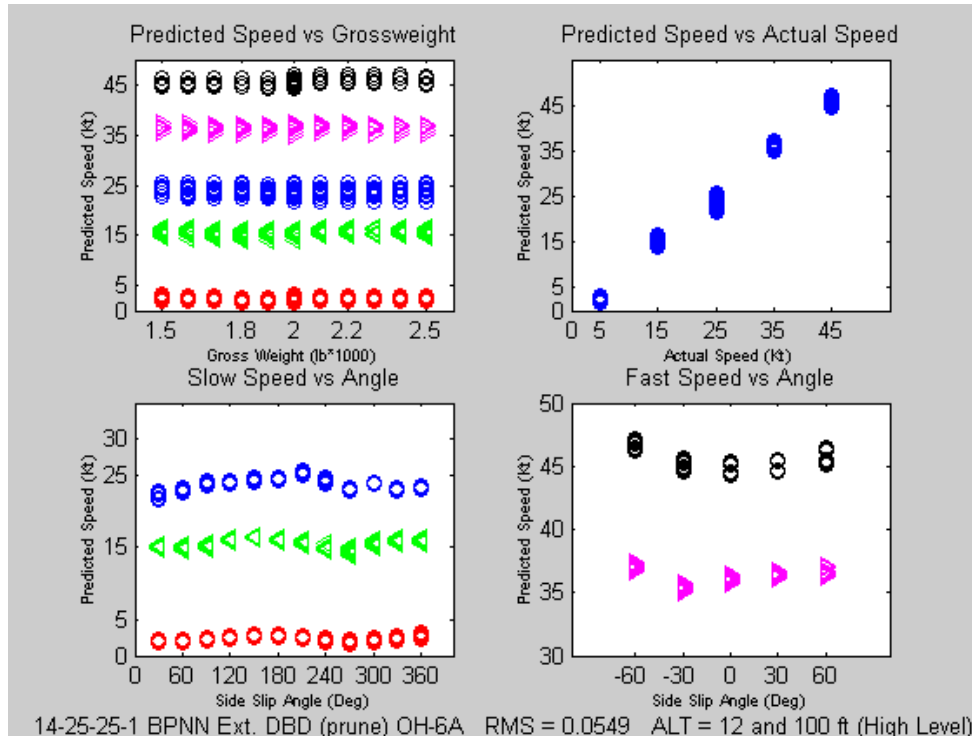 Predicted Speed vs Grossweight
Predicted Speed (Kt)
45
35
25
15
5
0
1.5 1.8 2 2.2 2.5
Gross Weight (lb*1000)
Predicted Speed vs Actual Speed
Predicted Speed (Kt)
45
35
25
15
5
0
0 5 15 25 35 45
Actual Speed (Kt)
Slow Speed vs Angle
Predicted Speed (Kt)
30
25
15
5
0
0 60 120 180 240 300 360
Side Slip Angle (Deg)
Fast Speed vs Angle
Predicted Speed (Kt)
50
45
40
35
30
-60 -30 0 30 60
Side Slip Angle (Deg)
14-25-25-1 BPNN Ext. DBD (prune) OH-6A RMS = 0.0549 ALT = 12 and 100 ft (High Level)